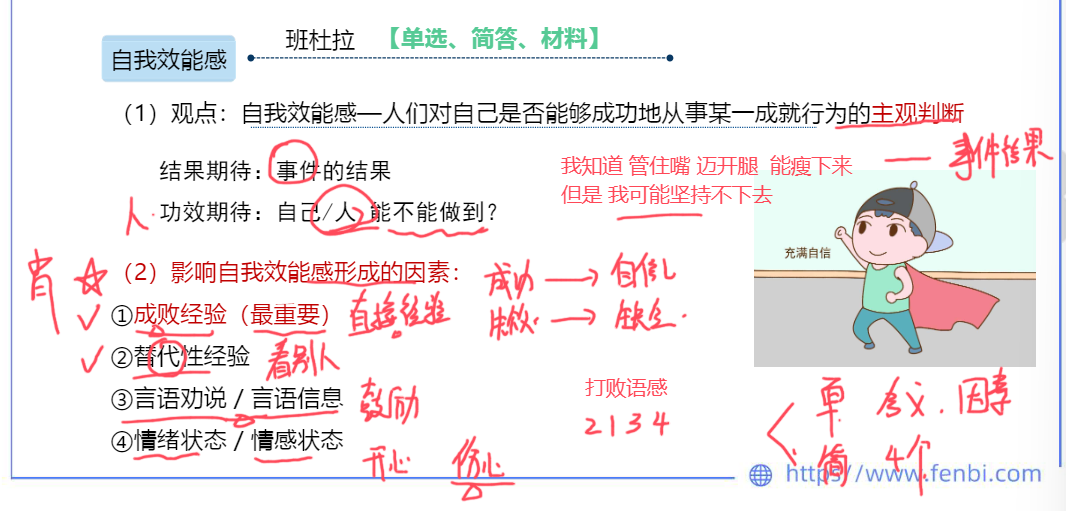 班杜拉 【单选、简答、材料】
自我效能感
（1）观点：自我效能感—人们对自己是否能够成功地从事某一成就行为的主观判断
事件结果
结果期待：事件的结果
我知道 管住嘴 迈开腿 能瘦下来
但是 我可能坚持不下去
人 功效期待：自己/人 能不能做到？
充满自信
（2）影响自我效能感形成的因素：
成功 → 自信
失败 → 缺乏
①成败经验（最重要） 直接经验
②替代性经验 看别人
③言语劝说 / 言语信息 鼓励
打败语感
2134
④情绪状态 / 情感状态
开心 伤心
单 含义.因素
简 4个
https://www.fenbi.com